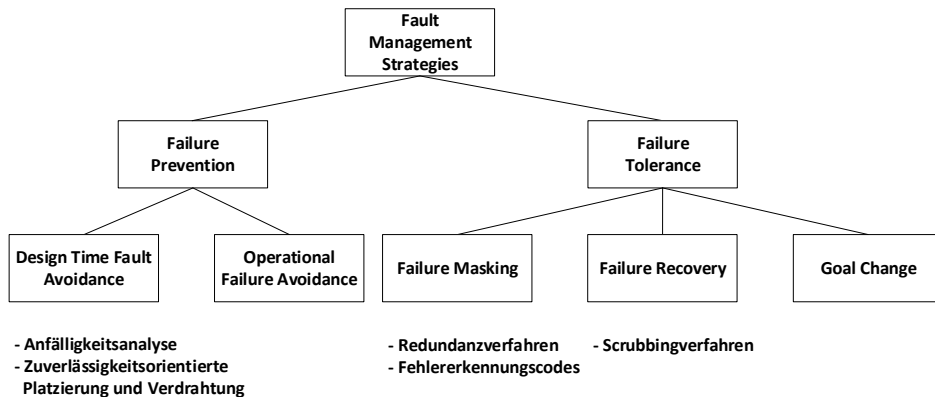 Fault
Management
Strategies
Failure
Prevention
Failure
Tolerance
Design Time Fault
Avoidance
Operational
Failure Avoidance
Failure Masking
Failure Recovery
Goal Change
- Anfälligkeitsanalyse
- Zuverlässigkeitsorientierte
Platzierung und Verdrahtung
- Redundanzverfahren
- Fehlererkennungscodes
- Scrubbingverfahren